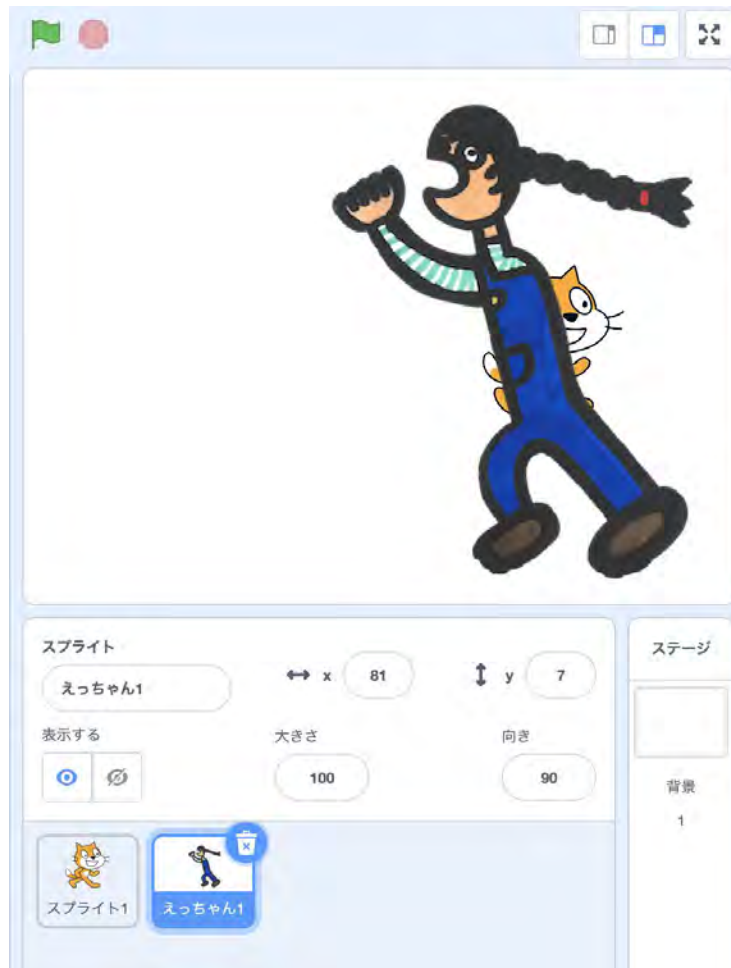 スプライト
えっちゃん1
x 81
y 7
表示する
大きさ
100
向き
90
ステージ
背景
1
スプライト1
えっちゃん1